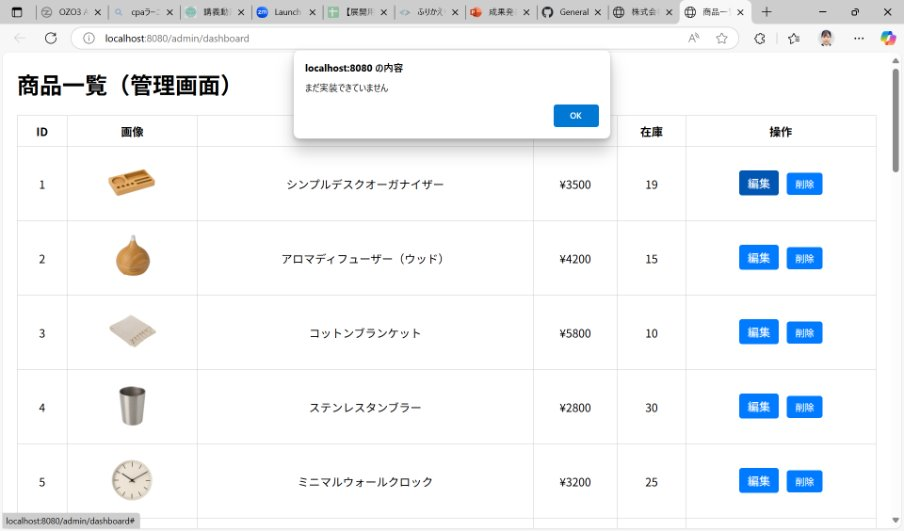 OZO3
cpaラーニ
講義動
Launch
【展開用
ふりかえり
成果発
General
株式会
商品一覧
localhost:8080/admin/dashboard
商品一覧（管理画面）
localhost:8080 の内容
まだ実装できていません
OK
ID 画像 在庫 操作
1 シンプルデスクオーガナイザー ¥3500 19 編集 削除
2 アロマディフューザー（ウッド） ¥4200 15 編集 削除
3 コットンブランケット ¥5800 10 編集 削除
4 ステンレスタンブラー ¥2800 30 編集 削除
5 ミニマルウォールクロック ¥3200 25 編集 削除
localhost:8080/admin/dashboard#